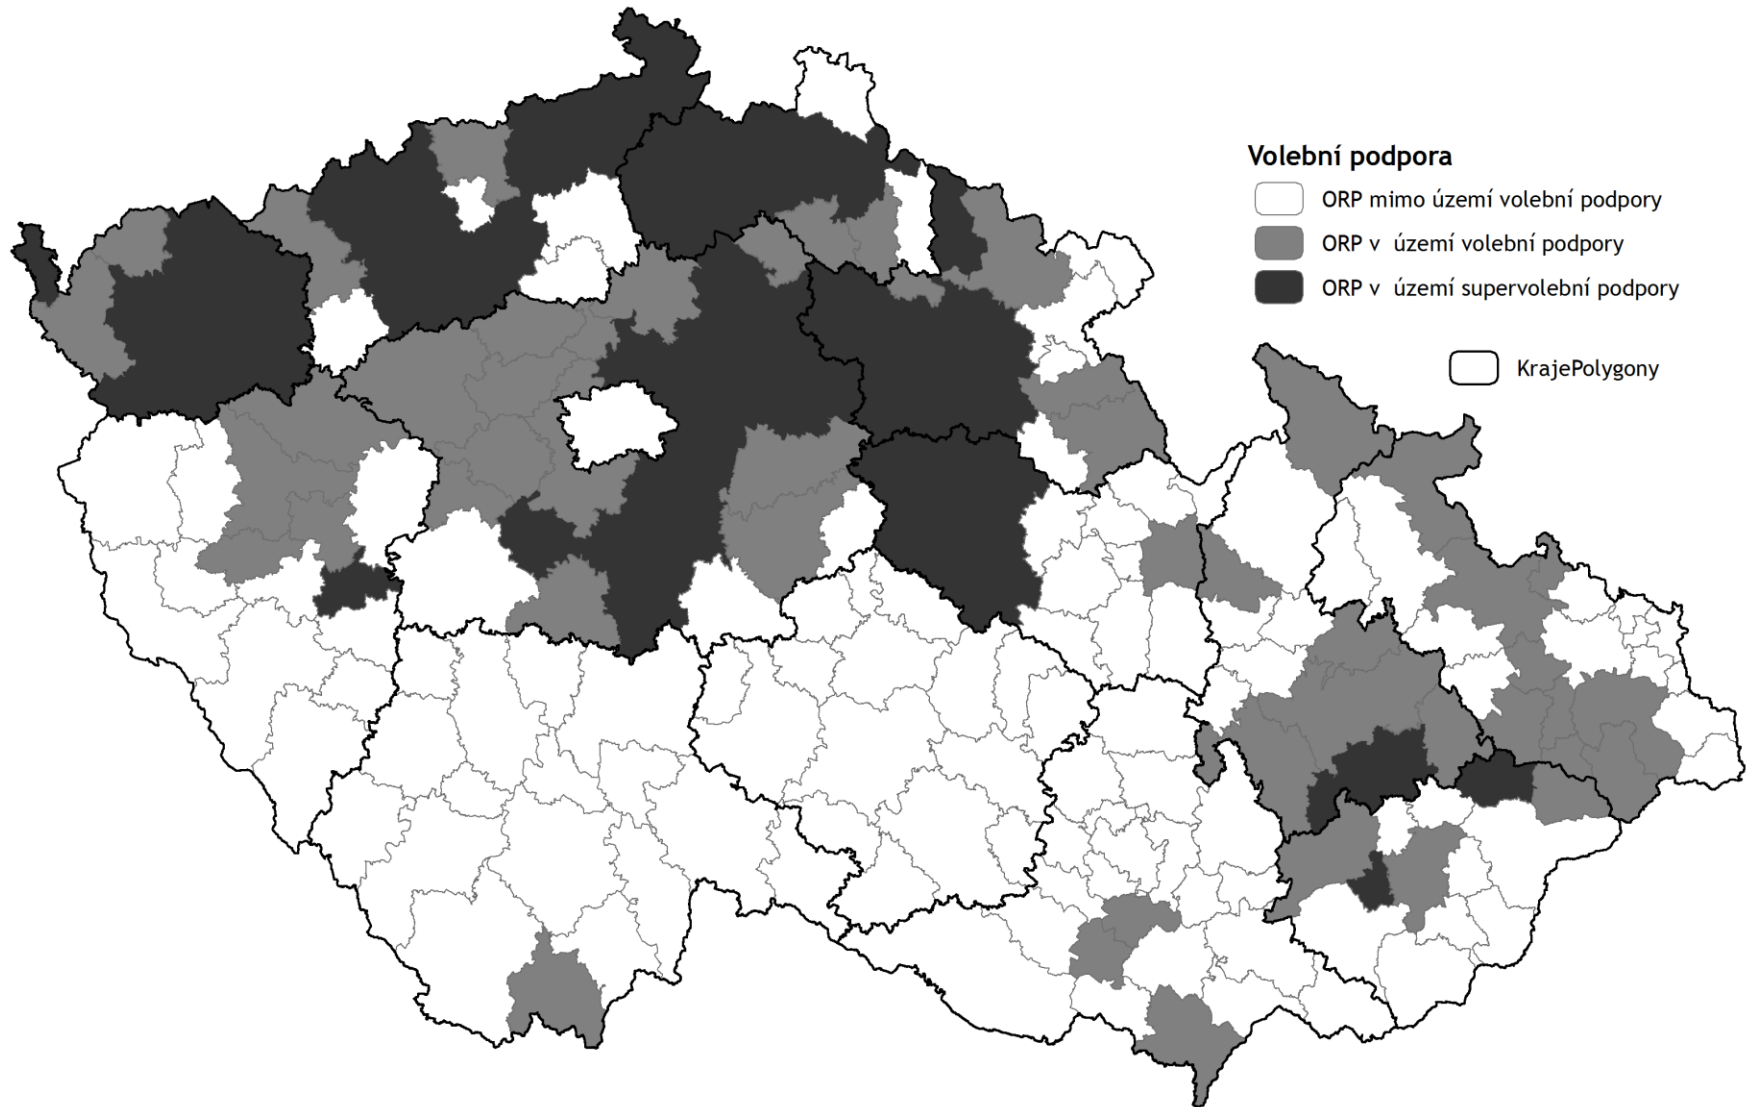 Volební podpora
ORP mimo území volební podpory
ORP v území volební podpory
ORP v území supervolební podpory
KrajePolygony